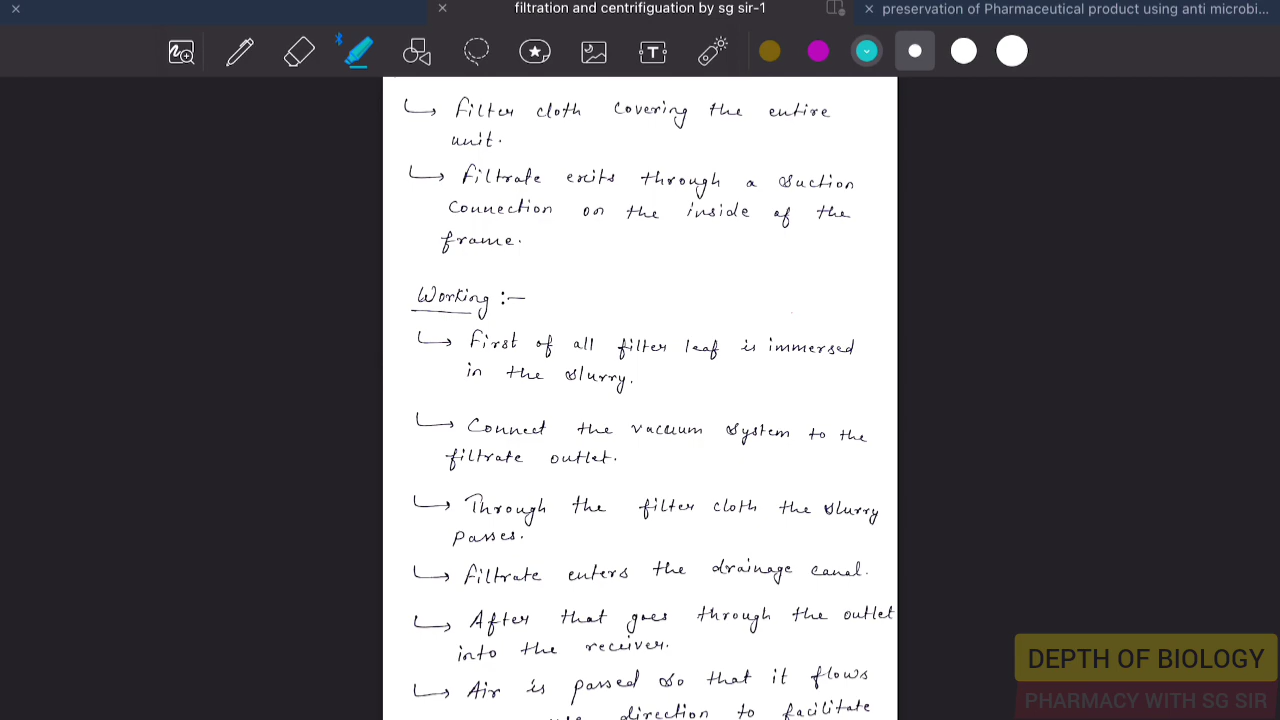 filtration and centrifiguation by sg sir-1
preservation of Pharmaceutical product using anti microbi...
T
filter cloth covering the entire
unit.
filtrate exits through a suction
connection on the inside of the
frame.
Working :-
First of all filter leaf is immersed
in the slurry.
Connect the vacuum system to the
filtrate outlet.
Through the filter cloth the slurry
passes.
filtrate enters the drainage canal.
After that goes through the outlet
into the receiver.
Air is passed so that it flows
direction to facilitate
DEPTH OF BIOLOGY
PHARMACY WITH SG SIR